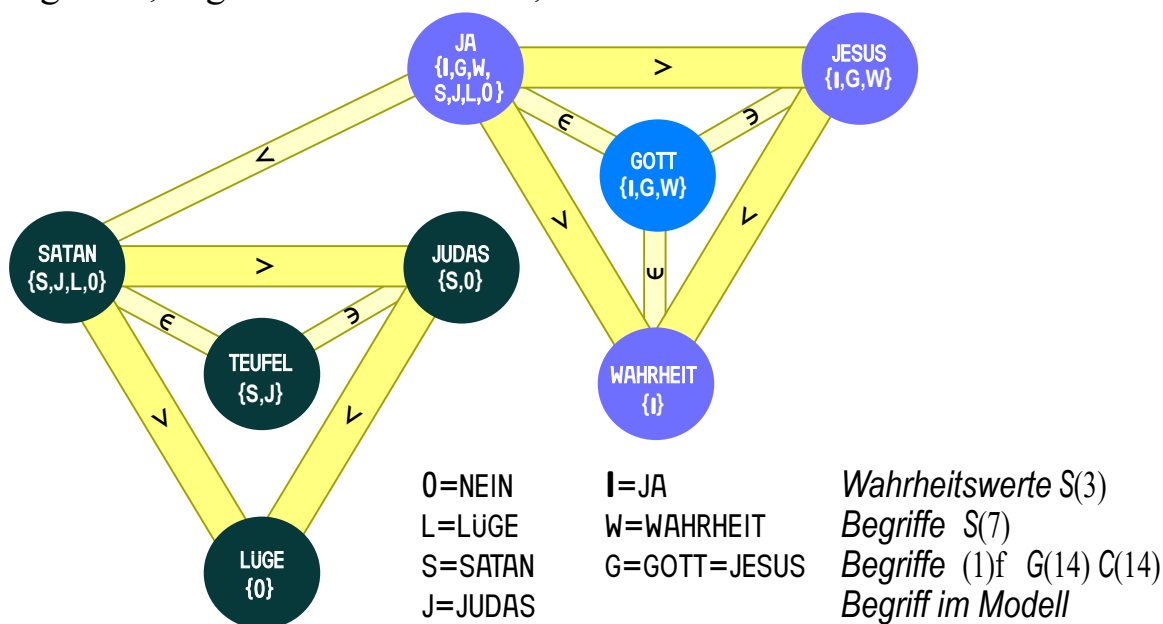 JA
{I,G,W,
S,J,L,0}
>
JESUS
{I,G,W}
∈
∋
GOTT
{I,G,W}
<
>
>
∈
SATAN
{S,J,L,0}
>
JUDAS
{S,0}
∈
∋
TEUFEL
{S,J}
WAHRHEIT
{I}
>
>
LÜGE
{0}
0=NEIN I=JA Wahrheitswerte S(3)
L=LÜGE W=WAHRHEIT Begriffe S(7)
S=SATAN G=GOTT=JESUS Begriffe (1)f G(14) C(14)
J=JUDAS Begriff im Modell